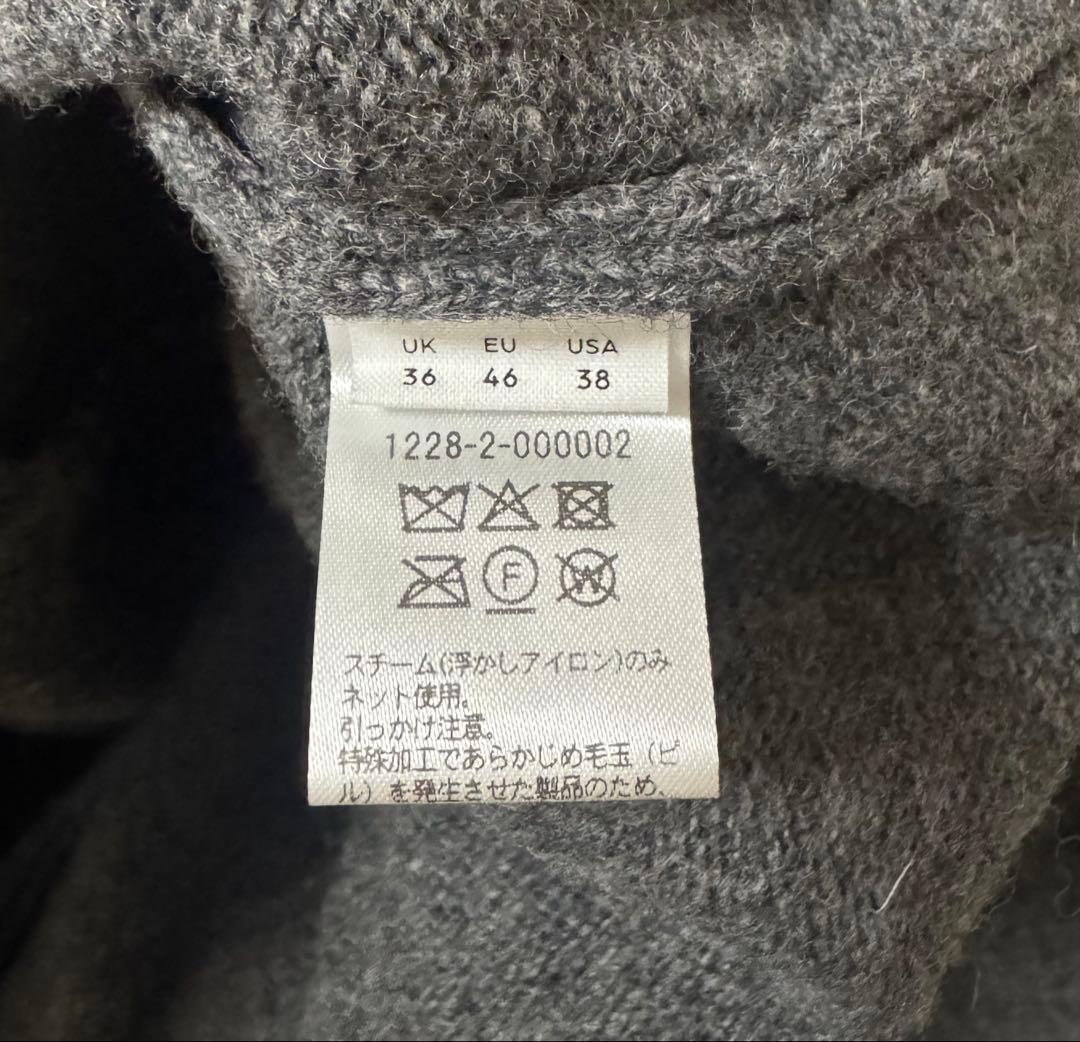 UK EU USA
36 46 38
1228-2-000002
F W
スチーム(浮かしアイロン)のみ
ネット使用。
引っかけ注意。
特殊加工であらかじめ毛玉(ピ
ル)を発生させた製品のため、